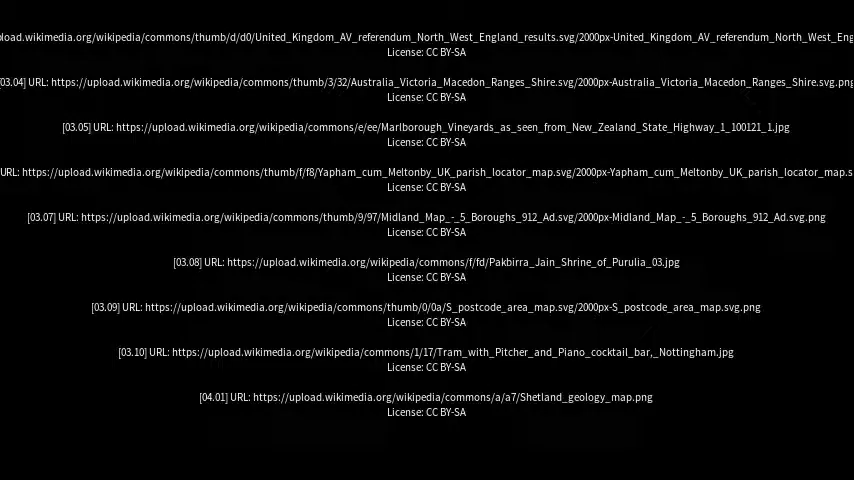 pload.wikimedia.org/wikipedia/commons/thumb/d/d0/United_Kingdom_AV_referendum_North_West_England_results.svg/2000px-United_Kingdom_AV_referendum_North_West_Eng
License: CC BY-SA
[03.04] URL: https://upload.wikimedia.org/wikipedia/commons/thumb/3/32/Australia_Victoria_Macedon_Ranges_Shire.svg/2000px-Australia_Victoria_Macedon_Ranges_Shire.svg.png
License: CC BY-SA
[03.05] URL: https://upload.wikimedia.org/wikipedia/commons/e/ee/Marlborough_Vineyards_as_seen_from_New_Zealand_State_Highway_1_100121_1.jpg
License: CC BY-SA
URL: https://upload.wikimedia.org/wikipedia/commons/thumb/f/f8/Yapham_cum_Meltonby_UK_parish_locator_map.svg/2000px-Yapham_cum_Meltonby_UK_parish_locator_map.s
License: CC BY-SA
[03.07] URL: https://upload.wikimedia.org/wikipedia/commons/thumb/9/97/Midland_Map_-_5_Boroughs_912_Ad.svg/2000px-Midland_Map_-_5_Boroughs_912_Ad.svg.png
License: CC BY-SA
[03.08] URL: https://upload.wikimedia.org/wikipedia/commons/f/fd/Pakbirra_Jain_Shrine_of_Purulia_03.jpg
License: CC BY-SA
[03.09] URL: https://upload.wikimedia.org/wikipedia/commons/thumb/0/0a/S_postcode_area_map.svg/2000px-S_postcode_area_map.svg.png
License: CC BY-SA
[03.10] URL: https://upload.wikimedia.org/wikipedia/commons/1/17/Tram_with_Pitcher_and_Piano_cocktail_bar,_Nottingham.jpg
License: CC BY-SA
[04.01] URL: https://upload.wikimedia.org/wikipedia/commons/a/a7/Shetland_geology_map.png
License: CC BY-SA